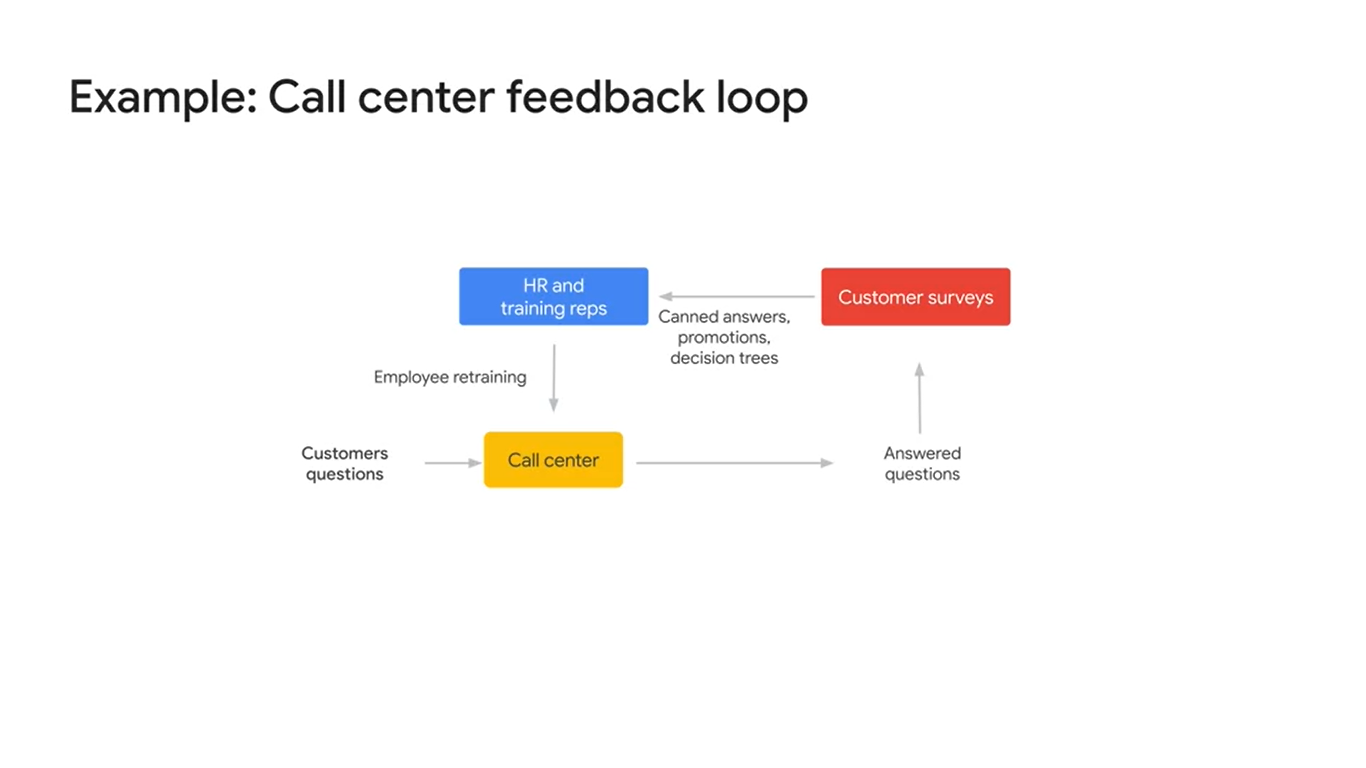 Example: Call center feedback loop
HR and
training reps
Customer surveys
Canned answers,
promotions,
decision trees
Employee retraining
Customers
questions
Call center
Answered
questions